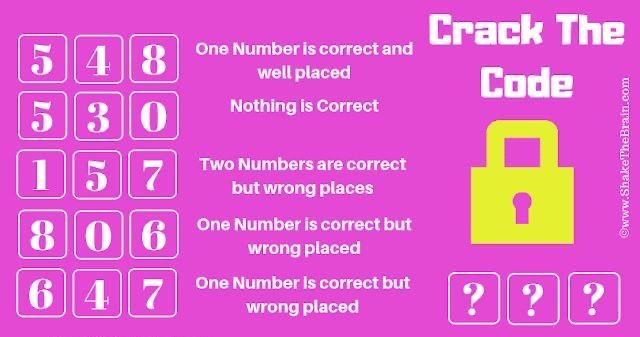 Crack The
Code
5 4 8
One Number is correct and
well placed
5 3 0
Nothing is Correct
1 5 7
Two Numbers are correct
but wrong places
8 0 6
One Number is correct but
wrong placed
6 4 7
One Number is correct but
wrong placed
? ? ?
©www.ShakeTheBrain.com